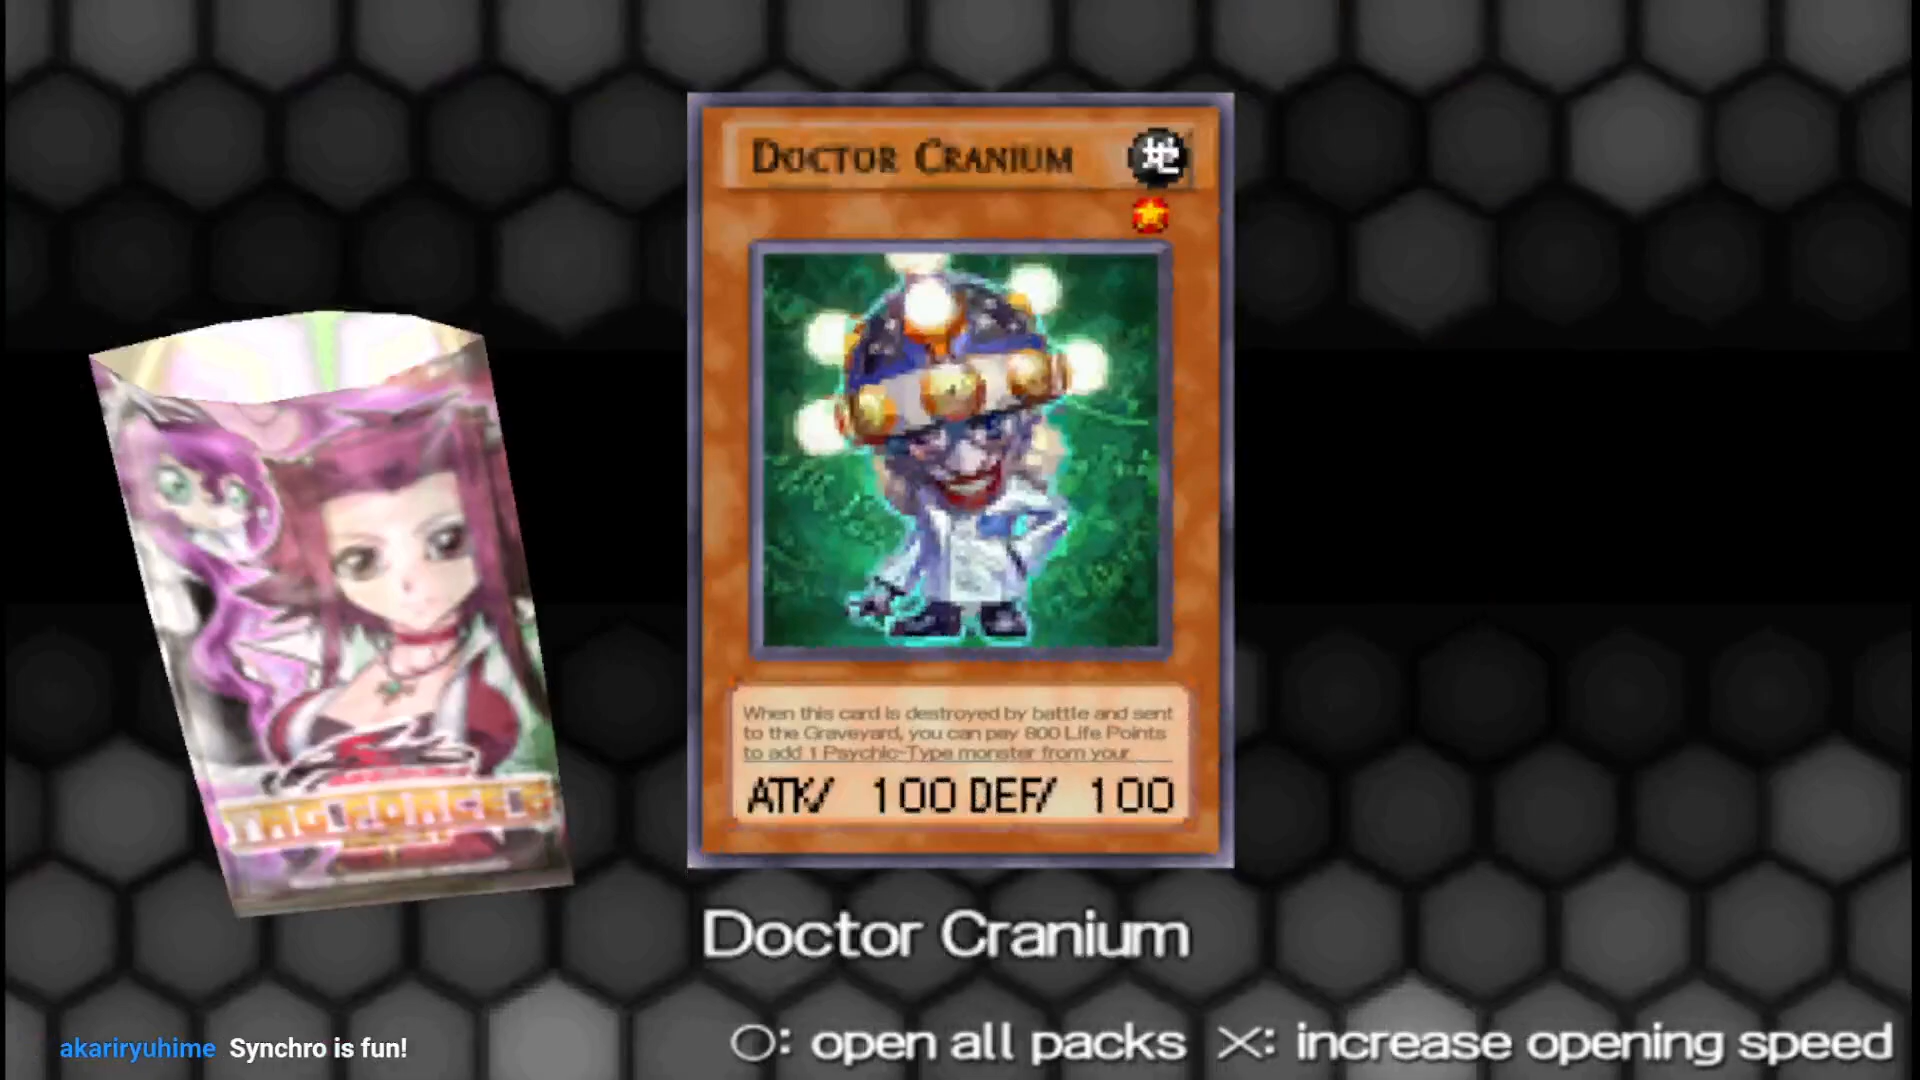 DOCTOR CRANIUM
地
When this card is destroyed by battle and sent
to the Graveyard, you can pay 800 Life Points
to add 1 Psychic-Type monster from your
ATK/ 100 DEF/ 100
TAG FORCE
Doctor Cranium
O: open all packs X: increase opening speed
akariryuhime Synchro is fun!